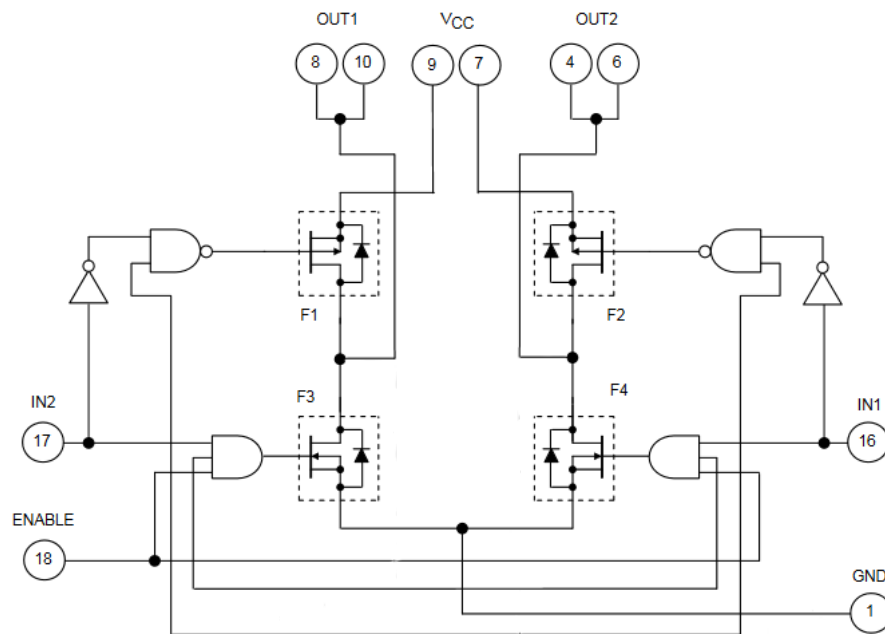 OUT1 VCC OUT2
8 10 9 7 4 6
F1 F2
F3 F4
IN2 IN1
17 16
ENABLE
18
GND
1